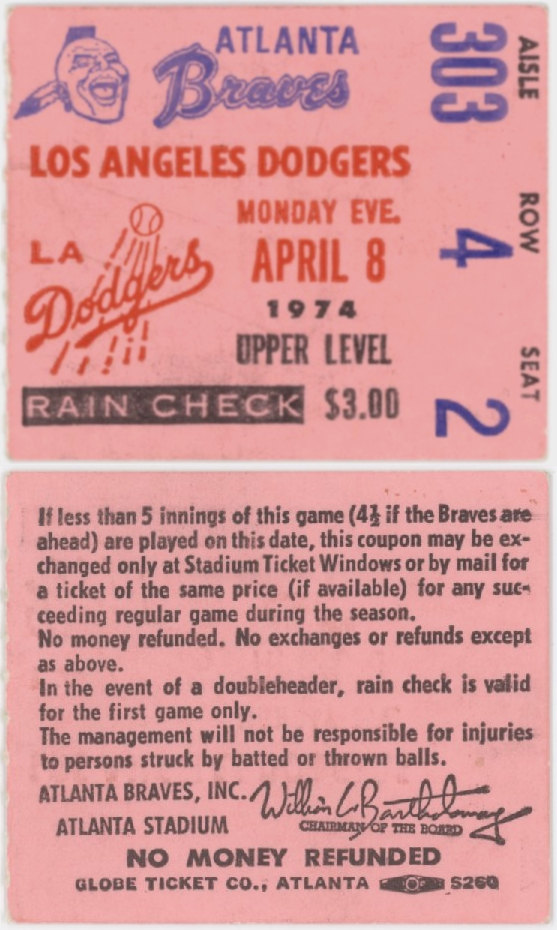 ATLANTA
Braves
AISLE 303
LOS ANGELES DODGERS
MONDAY EVE.
ROW 4
LA
Dodgers
APRIL 8
1974
UPPER LEVEL
SEAT 2
RAIN CHECK $3.00
If less than 5 innings of this game (4½ if the Braves are
ahead) are played on this date, this coupon may be ex-
changed only at Stadium Ticket Windows or by mail for
a ticket of the same price (if available) for any suc-
ceeding regular game during the season.
No money refunded. No exchanges or refunds except
as above.
In the event of a doubleheader, rain check is valid
for the first game only.
The management will not be responsible for injuries
to persons struck by batted or thrown balls.
ATLANTA BRAVES, INC. William C. Bartholomay
ATLANTA STADIUM CHAIRMAN OF THE BOARD
NO MONEY REFUNDED
GLOBE TICKET CO., ATLANTA S260